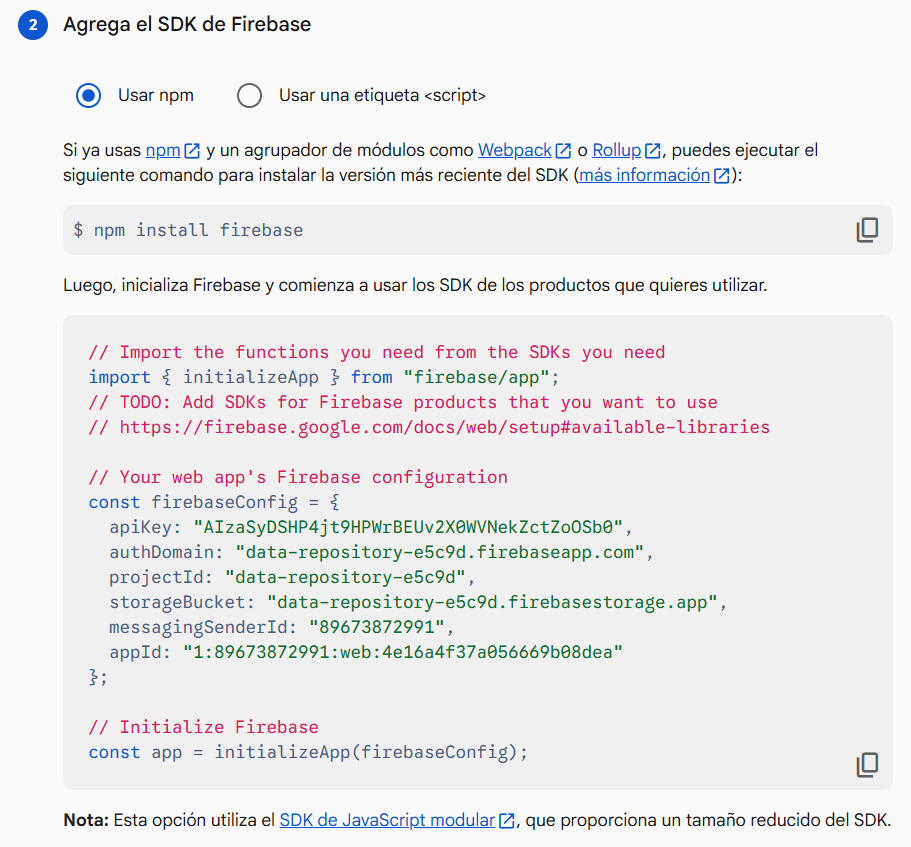 2 Agrega el SDK de Firebase
Usar npm Usar una etiqueta <script>
Si ya usas npm y un agrupador de módulos como Webpack o Rollup, puedes ejecutar el
siguiente comando para instalar la versión más reciente del SDK (más información):
$ npm install firebase
Luego, inicializa Firebase y comienza a usar los SDK de los productos que quieres utilizar.
// Import the functions you need from the SDKs you need
import { initializeApp } from "firebase/app";
// TODO: Add SDKs for Firebase products that you want to use
// https://firebase.google.com/docs/web/setup#available-libraries
// Your web app's Firebase configuration
const firebaseConfig = {
apiKey: "AIzaSyDSHP4jt9HPWrBEUv2X0WVNekZctZoOSb0",
authDomain: "data-repository-e5c9d.firebaseapp.com",
projectId: "data-repository-e5c9d",
storageBucket: "data-repository-e5c9d.firebasestorage.app",
messagingSenderId: "89673872991",
appId: "1:89673872991:web:4e16a4f37a056669b08dea"
};
// Initialize Firebase
const app = initializeApp(firebaseConfig);
Nota: Esta opción utiliza el SDK de JavaScript modular, que proporciona un tamaño reducido del SDK.